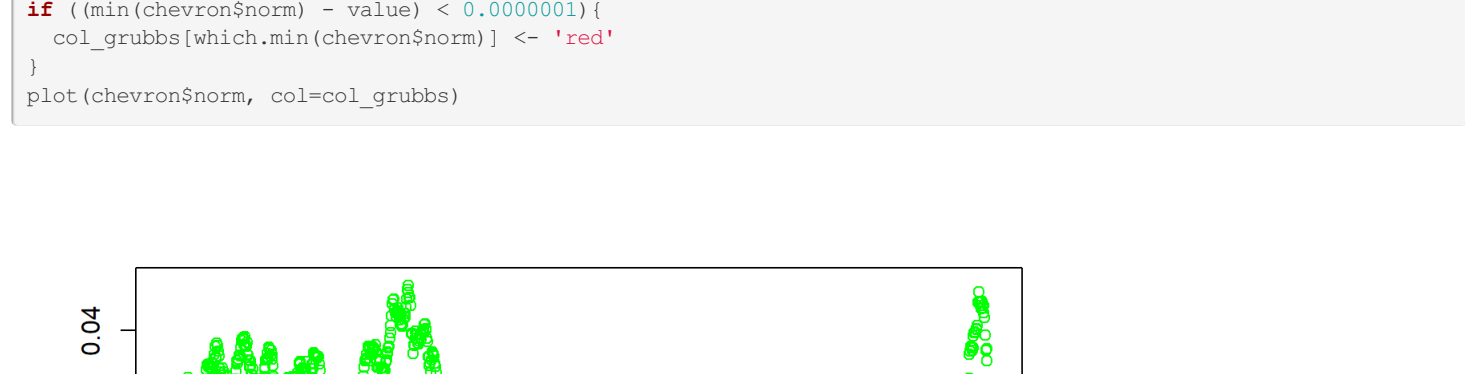 if ((min(chevron$norm) - value) < 0.0000001){
  col_grubbs[which.min(chevron$norm)] <- 'red'
}
plot(chevron$norm, col=col_grubbs)
0.04